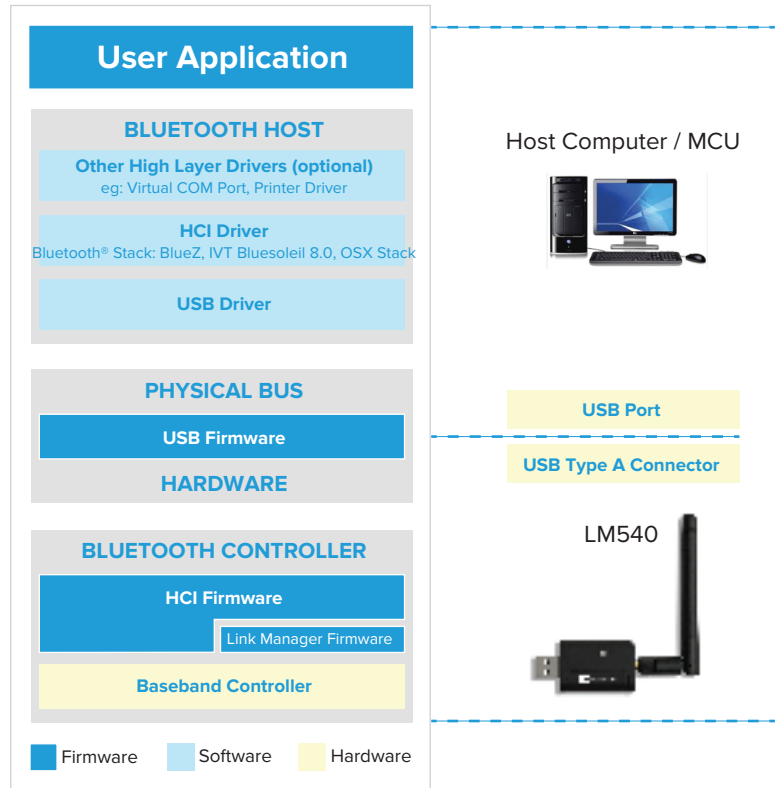 User Application
BLUETOOTH HOST
Other High Layer Drivers (optional)
eg: Virtual COM Port, Printer Driver
HCI Driver
Bluetooth® Stack: BlueZ, IVT Bluesoleil 8.0, OSX Stack
USB Driver
PHYSICAL BUS
USB Firmware
HARDWARE
BLUETOOTH CONTROLLER
HCI Firmware
Link Manager Firmware
Baseband Controller
Firmware
Software
Hardware
Host Computer / MCU
USB Port
USB Type A Connector
LM540